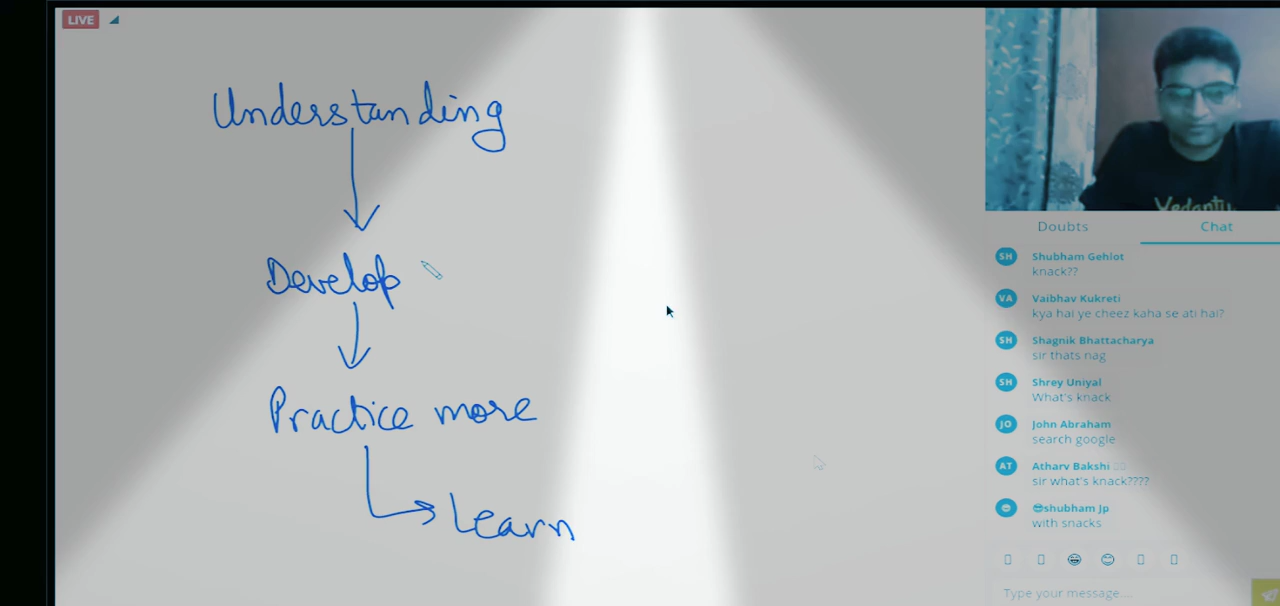 LIVE
Understanding
Develop
Practice more
Learn
Vedantu
Doubts
Chat
SH
Shubham Gehlot
knack??
VA
Vaibhav Kukreti
kya hai ye cheez kaha se ati hai?
SH
Shagnik Bhattacharya
sir thats nag
SH
Shrey Uniyal
What's knack
JO
John Abraham
search google
AT
Atharv Bakshi
sir what's knack????
😎shubham Jp
with snacks
Type your message....